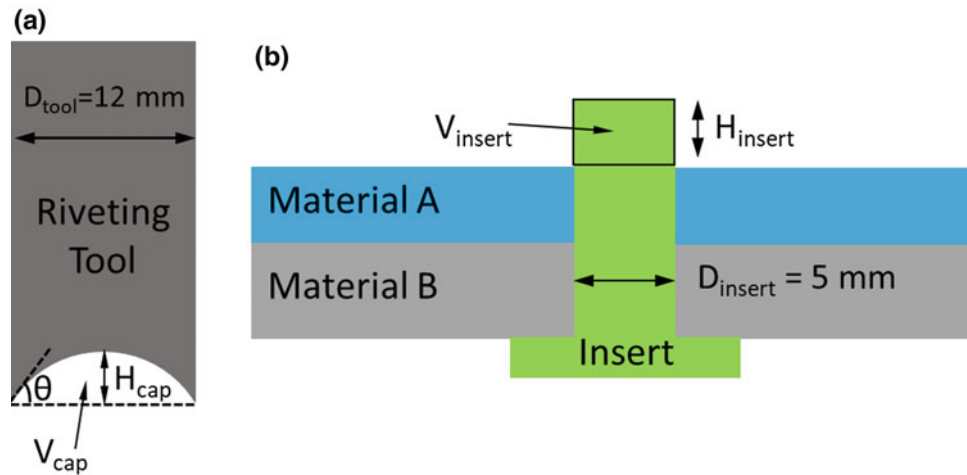 (a)
D_tool=12 mm
Riveting
Tool
θ
H_cap
V_cap
(b)
V_insert
H_insert
Material A
Material B
D_insert = 5 mm
Insert